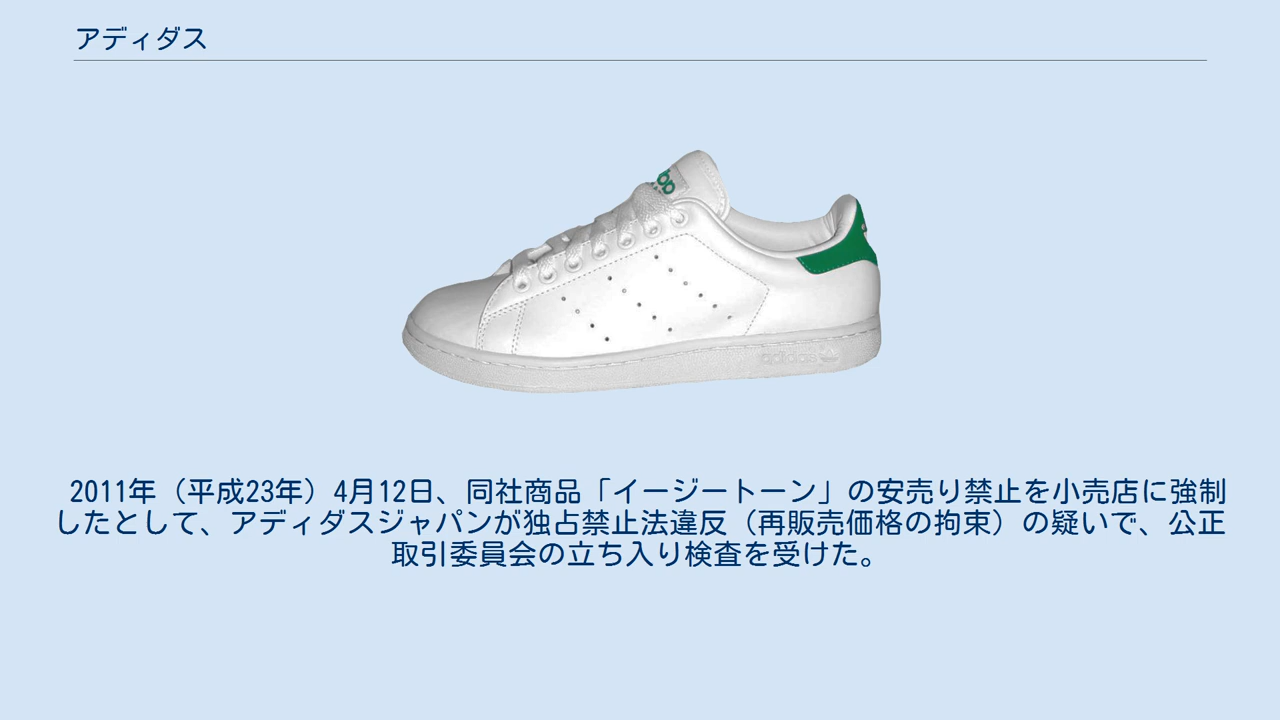 アディダス
adidas
2011年（平成23年）4月12日、同社商品「イージートーン」の安売り禁止を小売店に強制
したとして、アディダスジャパンが独占禁止法違反（再販売価格の拘束）の疑いで、公正
取引委員会の立ち入り検査を受けた。